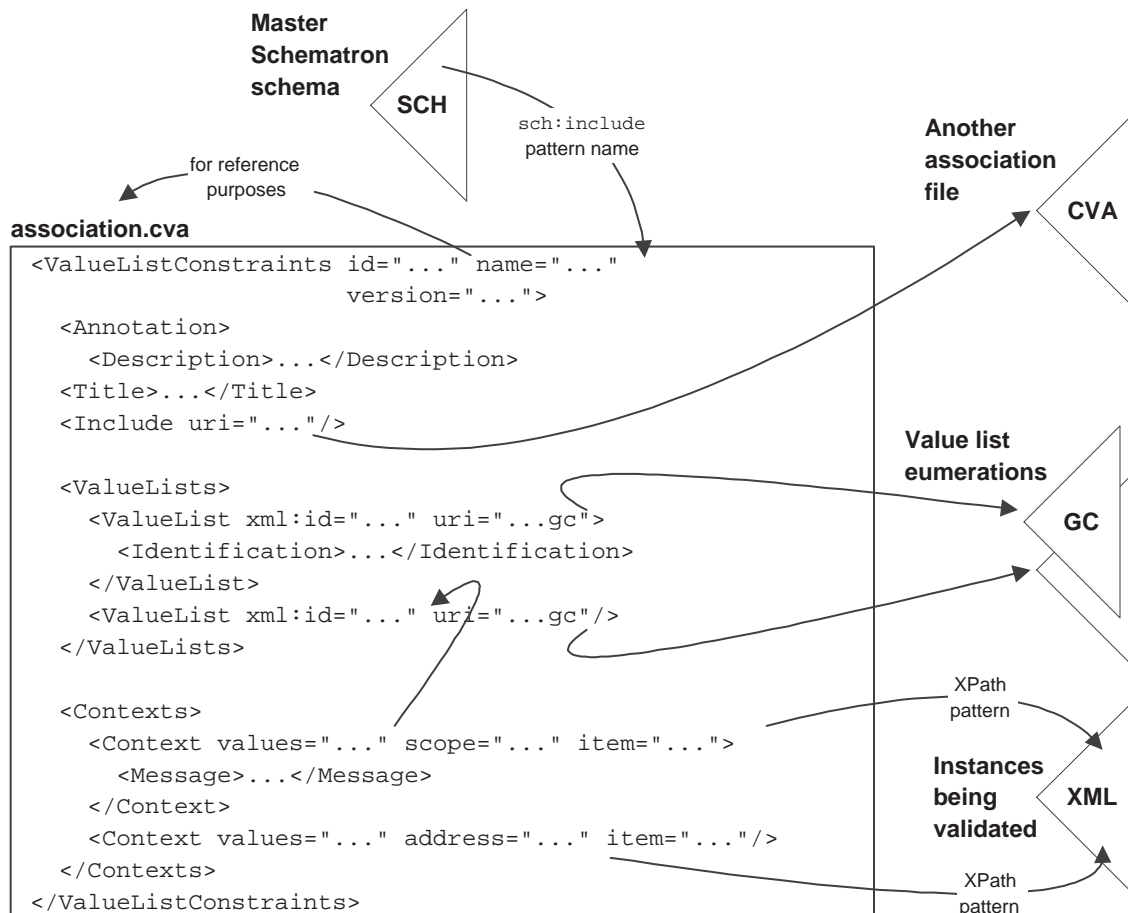 Master
Schematron
schema
SCH
sch:include
pattern name
for reference
purposes
Another
association
file
CVA
association.cva
<ValueListConstraints id="..." name="..."
version="...">
<Annotation>
<Description>...</Description>
<Title>...</Title>
<Include uri="..."/>
Value list
eumerations
GC
<ValueLists>
<ValueList xml:id="..." uri="...gc">
<Identification>...</Identification>
</ValueList>
<ValueList xml:id="..." uri="...gc"/>
</ValueLists>
XPath
pattern
<Contexts>
<Context values="..." scope="..." item="...">
<Message>...</Message>
</Context>
<Context values="..." address="..." item="..."/>
</Contexts>
</ValueListConstraints>
Instances
being
validated
XML
XPath
pattern